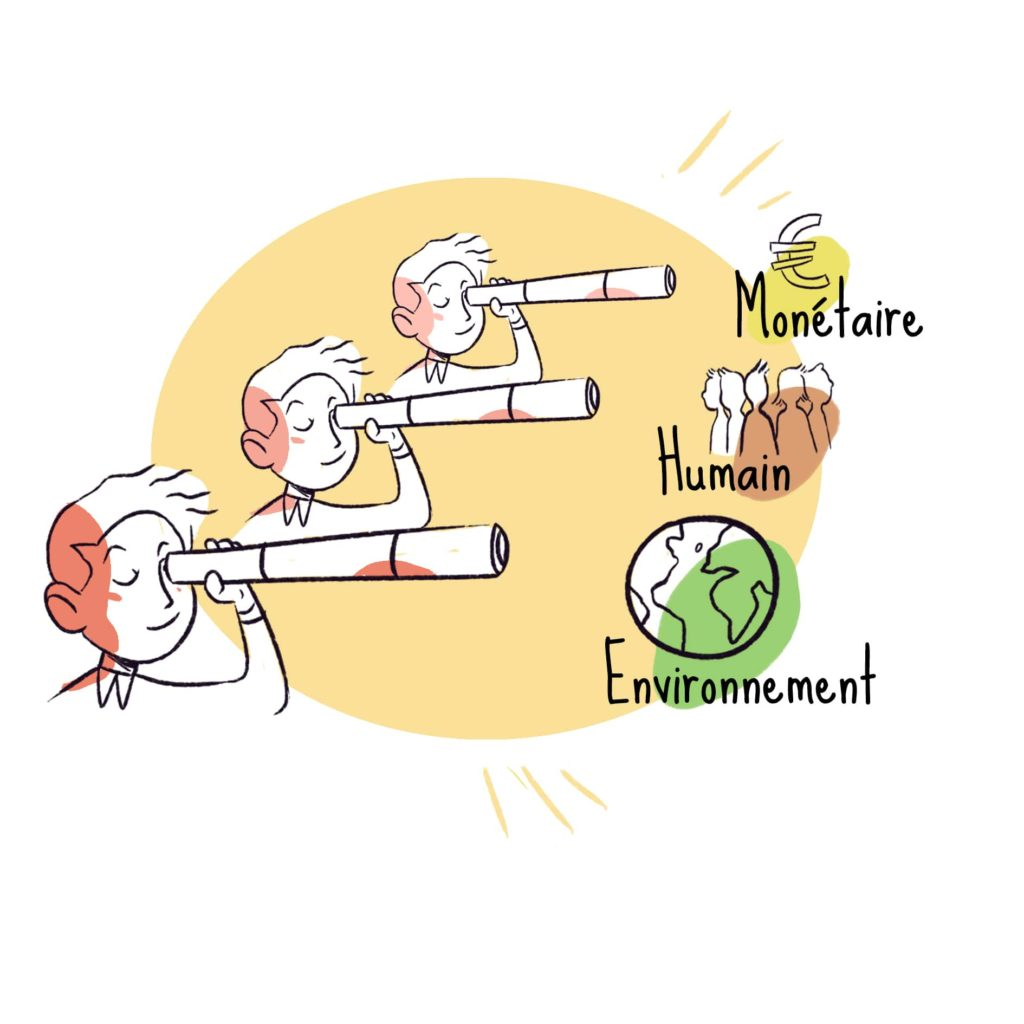 €
Monétaire
Humain
Environnement